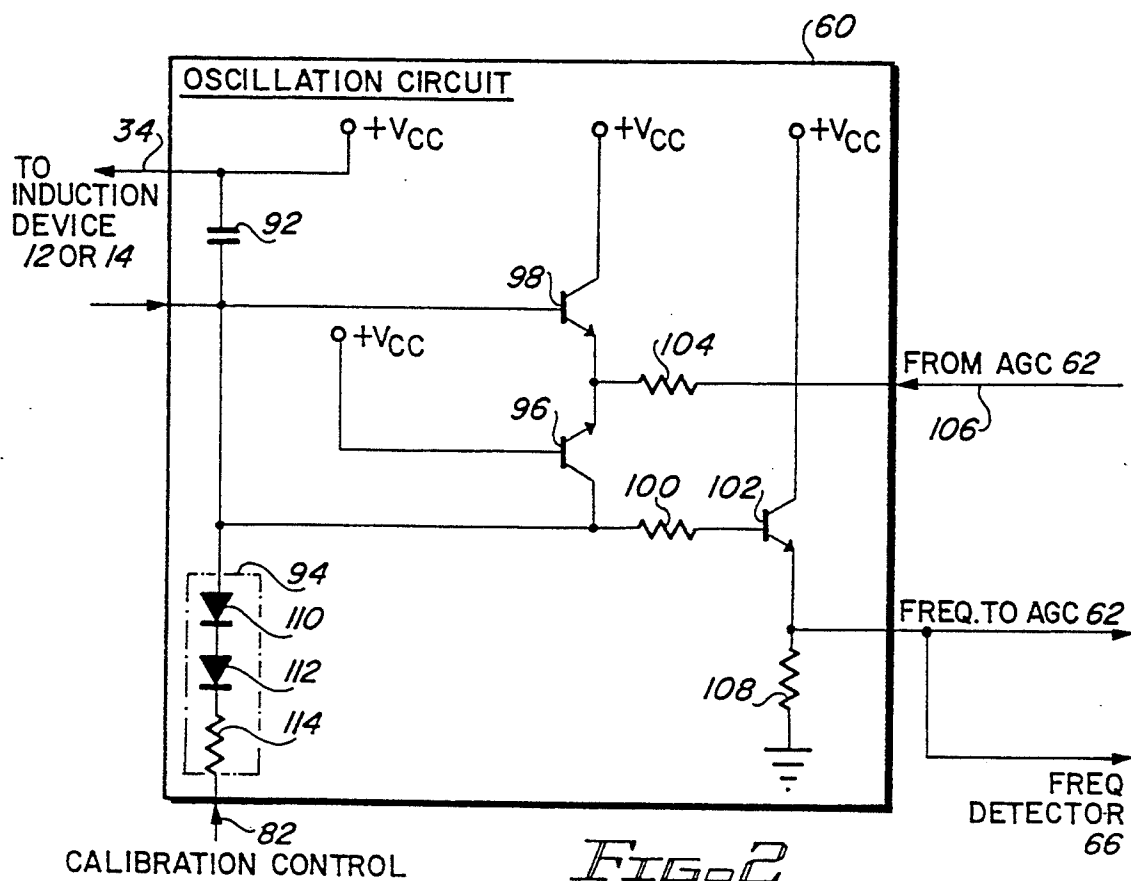 60
OSCILLATION CIRCUIT
34
+VCC
+VCC
+VCC
TO
INDUCTION
DEVICE
12 OR 14
92
98
+VCC
104
FROM AGC 62
106
96
100
102
94
110
FREQ. TO AGC 62
112
108
114
FREQ
DETECTOR
66
82
CALIBRATION CONTROL
FIG-2